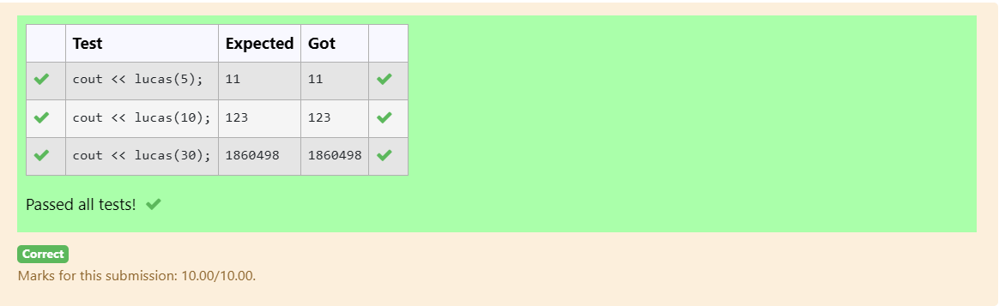 Test Expected Got
cout << lucas(5); 11 11
cout << lucas(10); 123 123
cout << lucas(30); 1860498 1860498
Passed all tests!
Correct
Marks for this submission: 10.00/10.00.